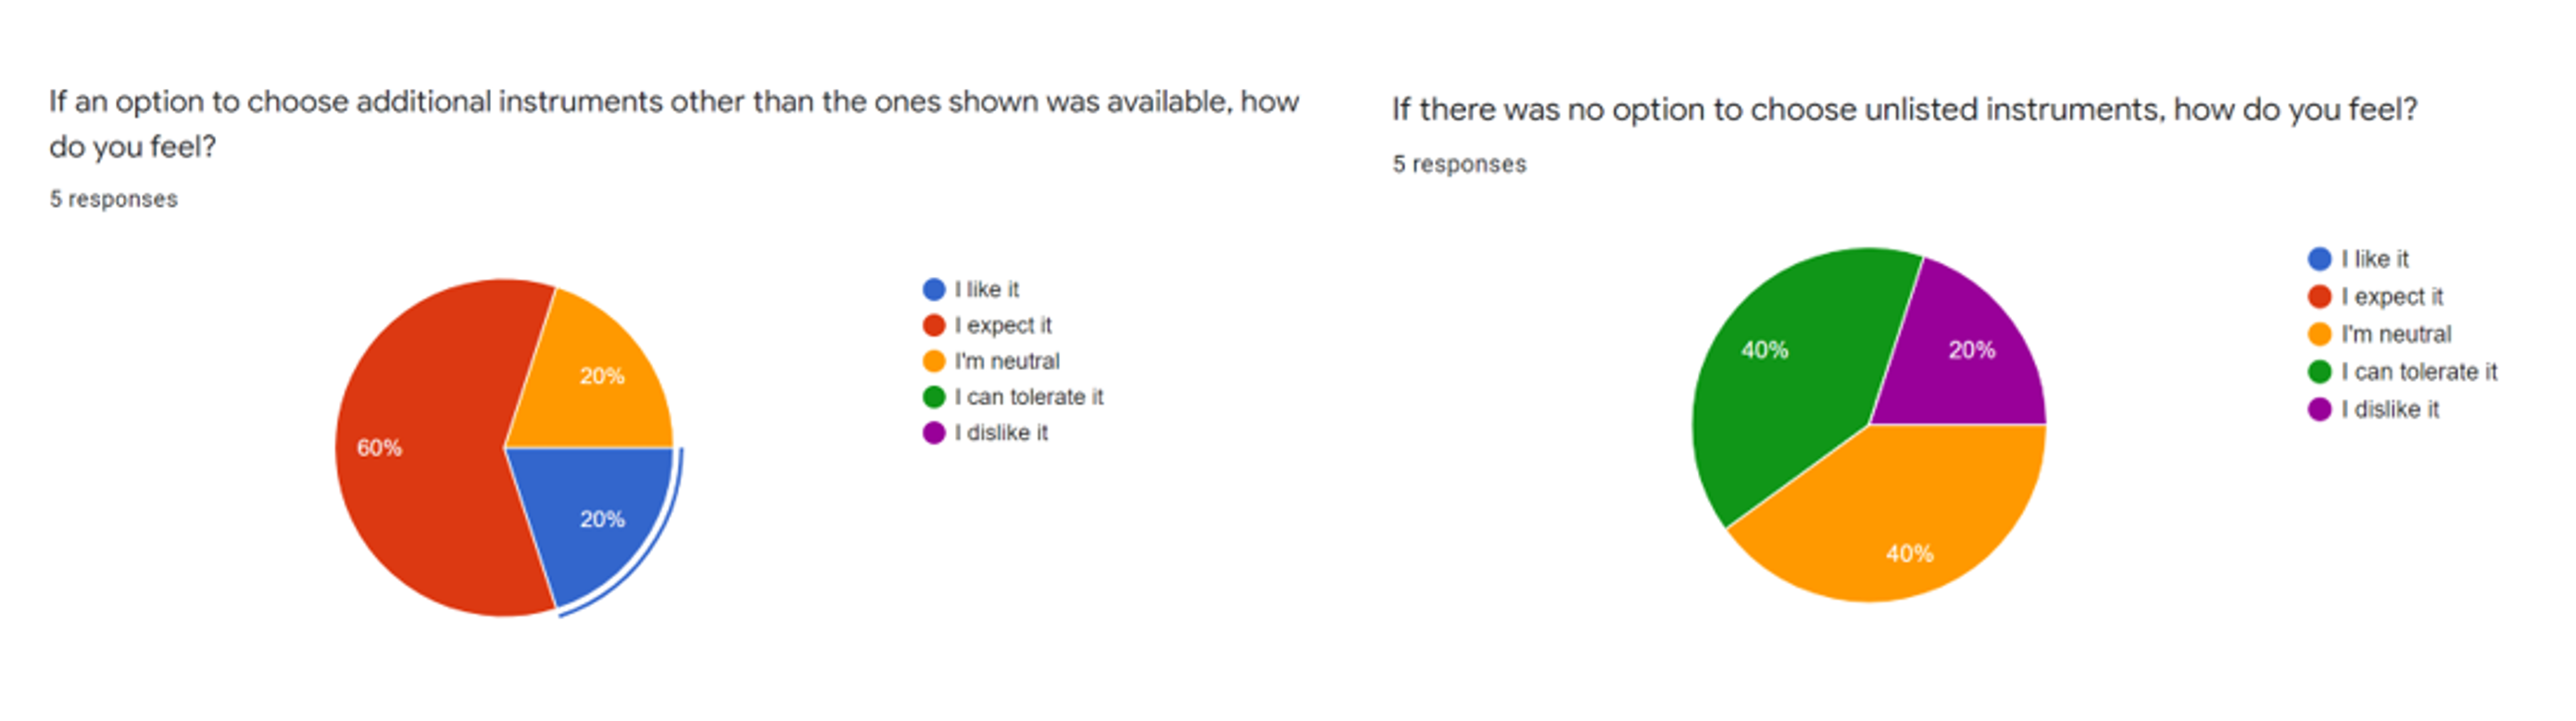 If an option to choose additional instruments other than the ones shown was available, how
do you feel?
5 responses
60%
20%
20%
I like it
I expect it
I'm neutral
I can tolerate it
I dislike it
If there was no option to choose unlisted instruments, how do you feel?
5 responses
40%
20%
40%
I like it
I expect it
I'm neutral
I can tolerate it
I dislike it